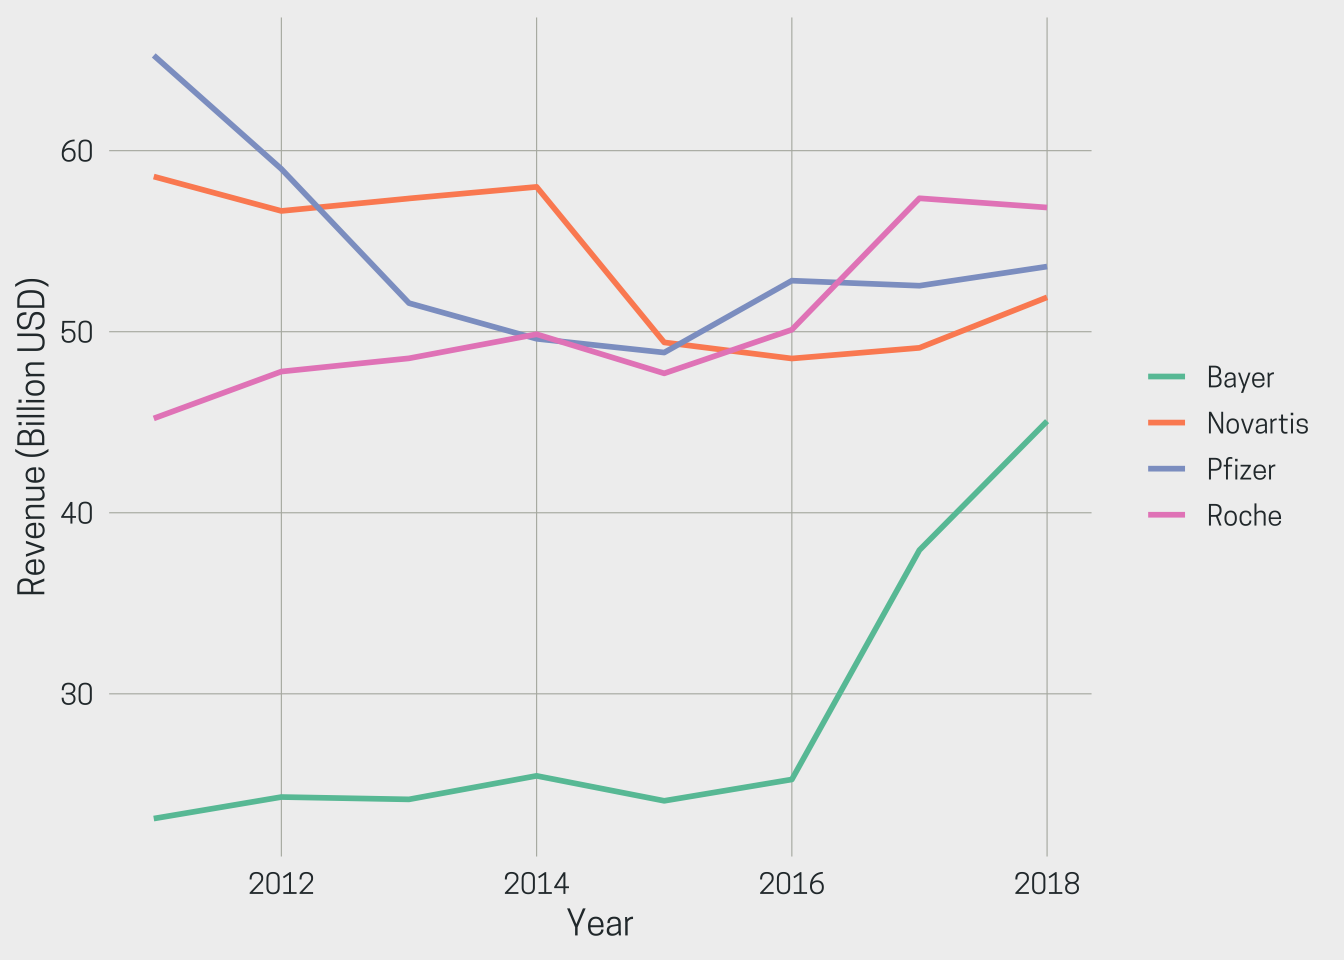 Revenue (Billion USD)
60
50
40
30
2012 2014 2016 2018
Year
Bayer
Novartis
Pfizer
Roche